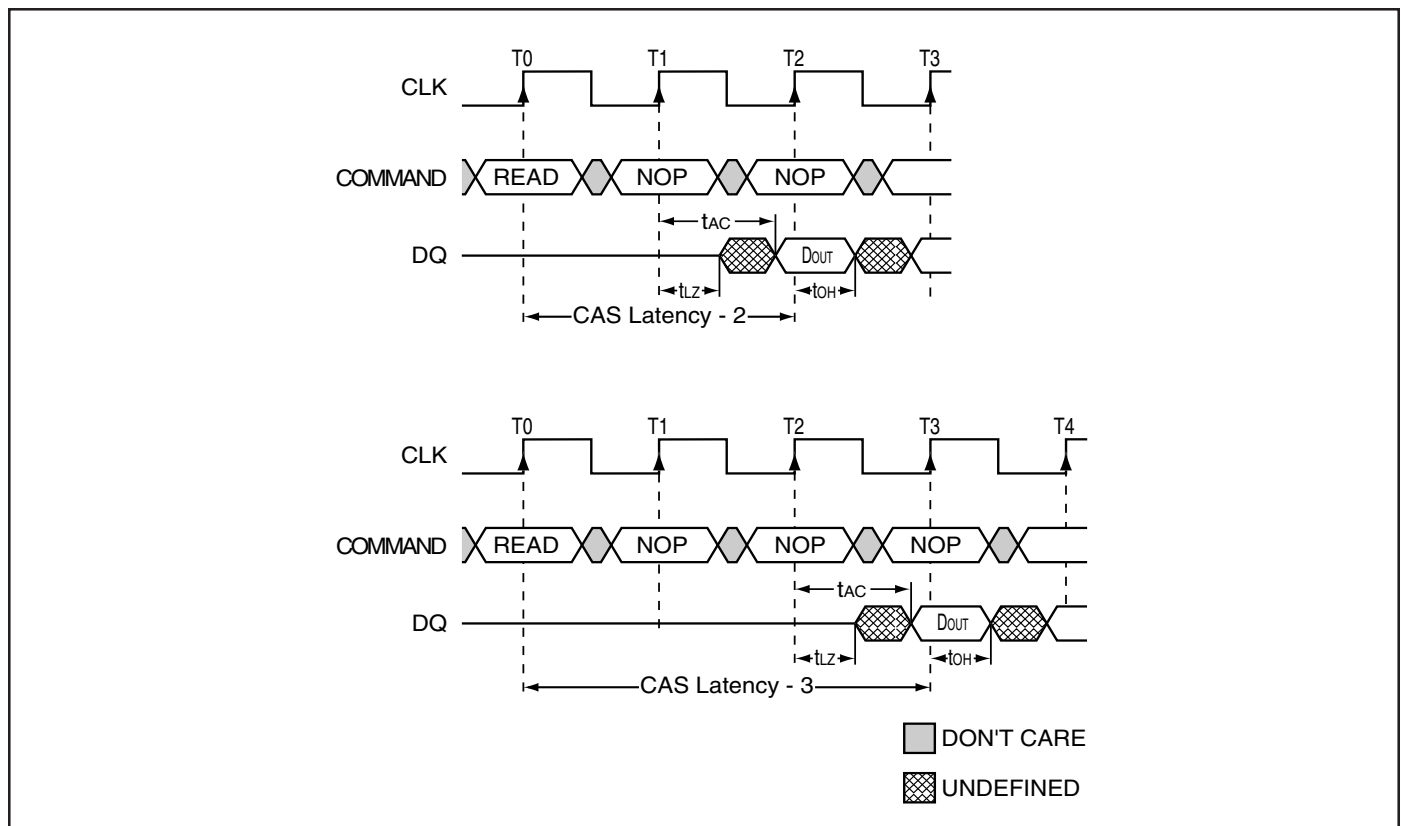 T0 T1 T2 T3
CLK
COMMAND READ NOP NOP
tAC
DQ DOUT
tLZ tOH
CAS Latency - 2
T0 T1 T2 T3 T4
CLK
COMMAND READ NOP NOP NOP
tAC
DQ DOUT
tLZ tOH
CAS Latency - 3
DON'T CARE
UNDEFINED